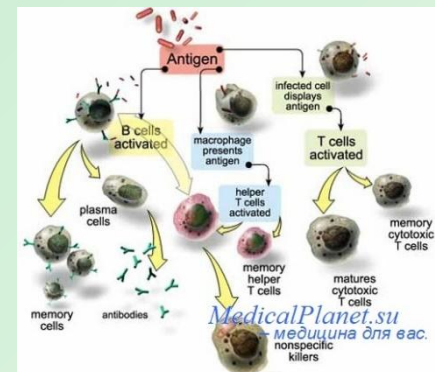 Antigen
B cells
activated
macrophage
presents
antigen
infected cell
displays
antigen
T cells
activated
helper
T cells
activated
plasma
cells
memory
cells
antibodies
memory
helper
T cells
matures
cytotoxic
T cells
memory
cytotoxic
T cells
MedicalPlanet.su
– медицина для вас.
nonspecific
killers